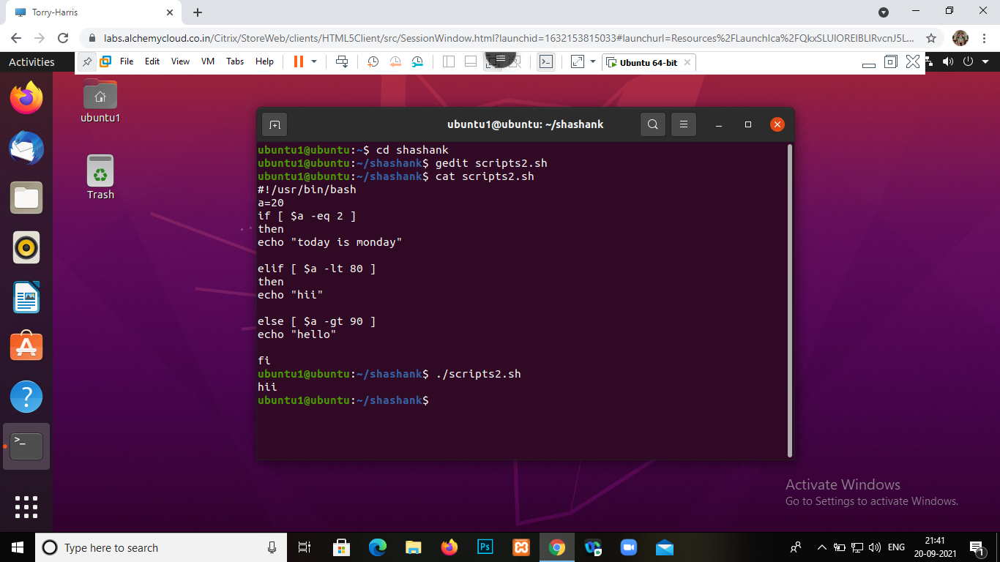 Torry-Harris
labs.alchemycloud.co.in/Citrix/StoreWeb/clients/HTML5Client/src/SessionWindow.html?launchid=1632153815033#launchurl=Resources%2FLaunchIca%2FQkxSLUlORElBLlRvcnJ5L...
Activities
File Edit View VM Tabs Help
Ubuntu 64-bit
ubuntu1
Trash
ubuntu1@ubuntu: ~/shashank
ubuntu1@ubuntu:~$ cd shashank
ubuntu1@ubuntu:~/shashank$ gedit scripts2.sh
ubuntu1@ubuntu:~/shashank$ cat scripts2.sh
#!/usr/bin/bash
a=20
if [ $a -eq 2 ]
then
echo "today is monday"
elif [ $a -lt 80 ]
then
echo "hii"
else [ $a -gt 90 ]
echo "hello"
fi
ubuntu1@ubuntu:~/shashank$ ./scripts2.sh
hii
ubuntu1@ubuntu:~/shashank$
Activate Windows
Go to Settings to activate Windows.
Type here to search
Ps
ENG
21:41
20-09-2021
1